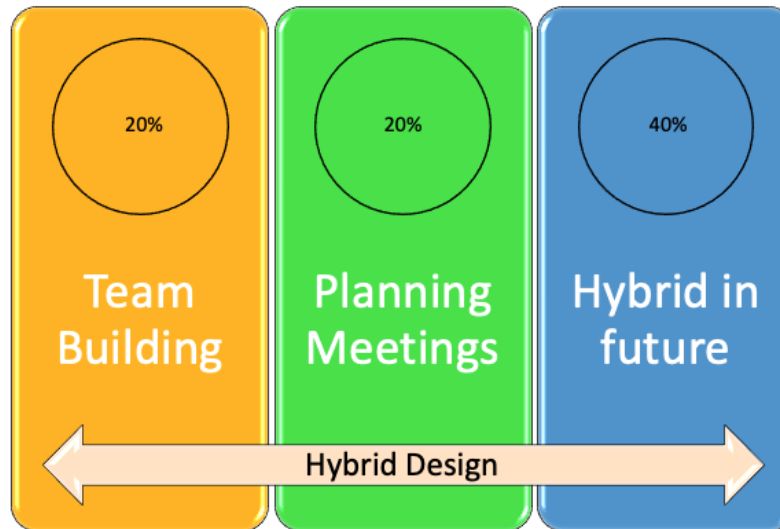 20%
20%
40%
Team
Building
Planning
Meetings
Hybrid in
future
Hybrid Design